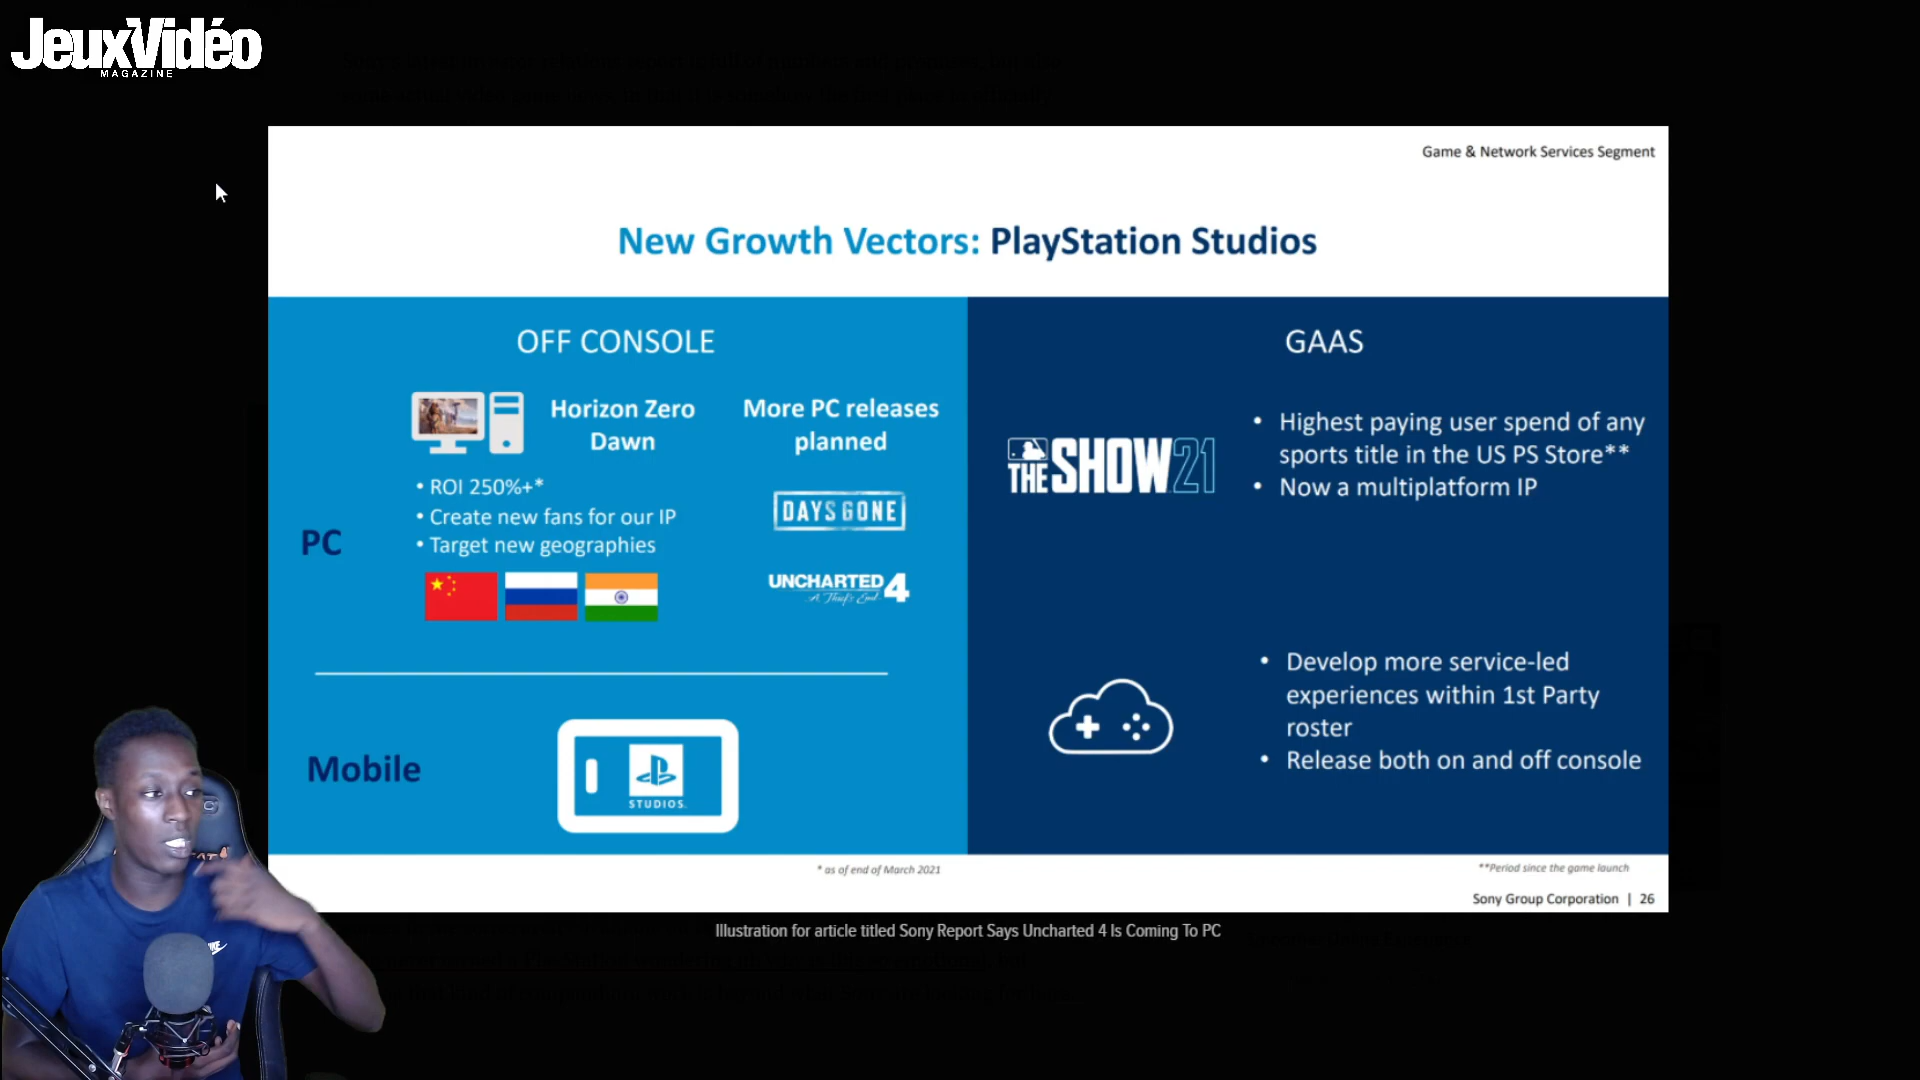 JeuxVidéo
MAGAZINE
Game & Network Services Segment
New Growth Vectors: PlayStation Studios
OFF CONSOLE
Horizon Zero
Dawn
More PC releases
planned
PC
• ROI 250%+*
• Create new fans for our IP
• Target new geographies
DAYS GONE
UNCHARTED 4
A Thief's End
Mobile
STUDIOS
GAAS
THE SHOW 21
• Highest paying user spend of any
sports title in the US PS Store**
• Now a multiplatform IP
• Develop more service-led
experiences within 1st Party
roster
• Release both on and off console
* as of end of March 2021
**Period since the game launch
Sony Group Corporation | 26
Illustration for article titled Sony Report Says Uncharted 4 Is Coming To PC